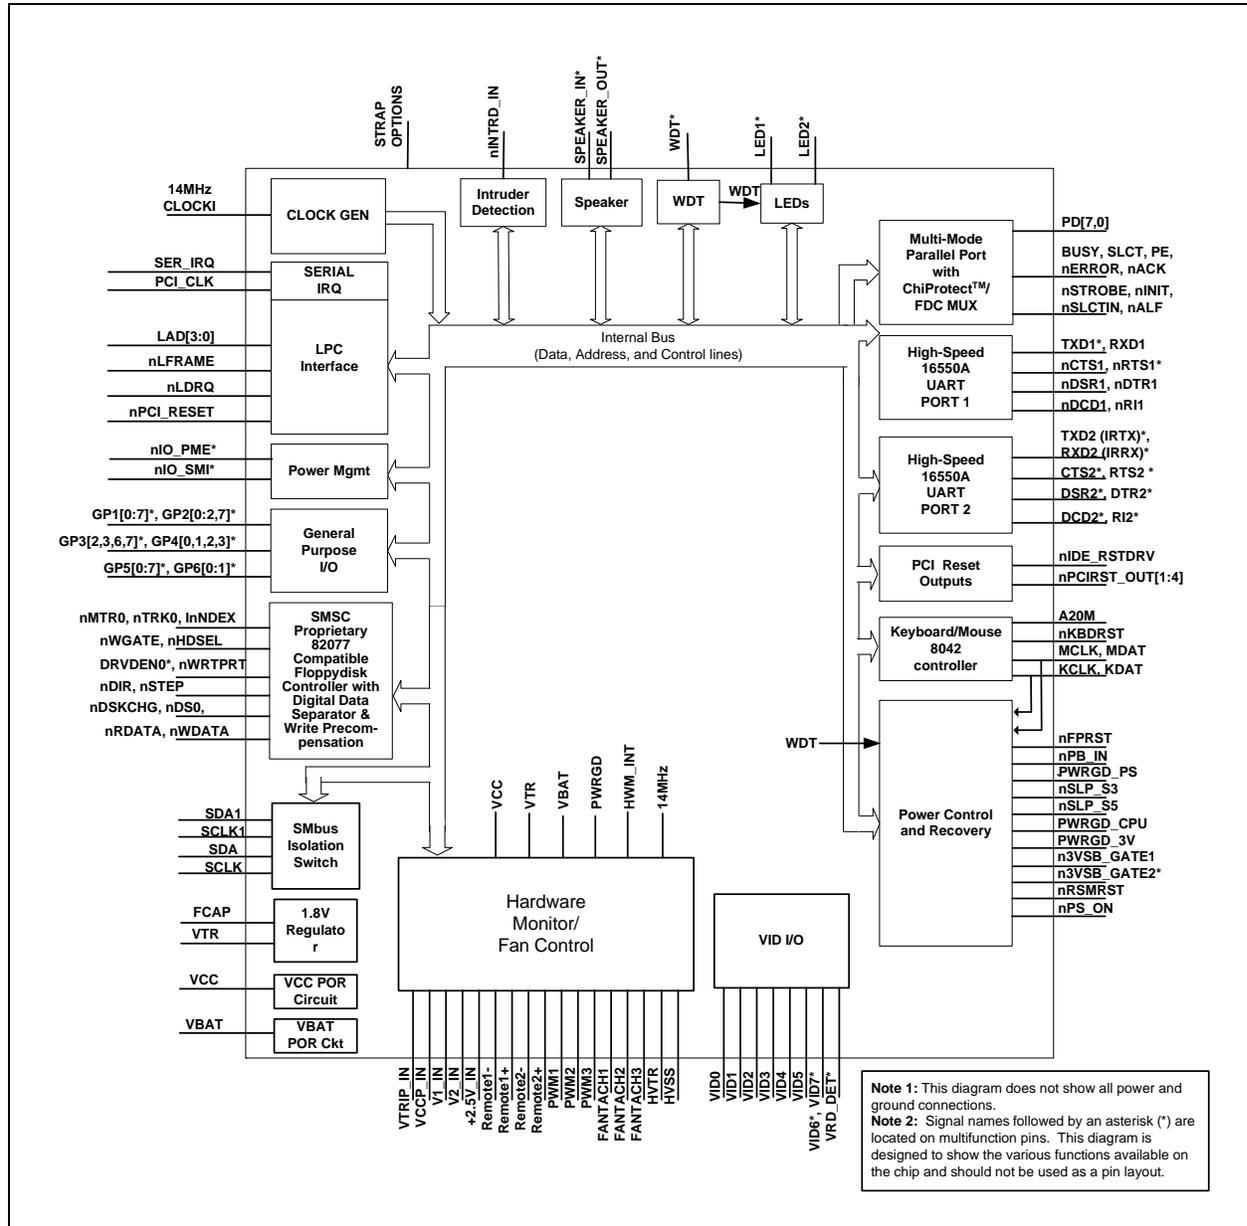 STRAP
OPTIONS
nINTRD_IN
SPEAKER_IN*
SPEAKER_OUT*
WDT*
LED1*
LED2*
14MHz
CLOCKI
CLOCK GEN
Intruder
Detection
Speaker
WDT
WDT
LEDs
SER_IRQ
PCI_CLK
SERIAL
IRQ
LAD[3:0]
nLFRAME
nLDRQ
nPCI_RESET
LPC
Interface
Internal Bus
(Data, Address, and Control lines)
Multi-Mode
Parallel Port
with
ChiProtect™/
FDC MUX
PD[7,0]
BUSY, SLCT, PE,
nERROR, nACK
nSTROBE, nINIT,
nSLCTIN, nALF
High-Speed
16550A
UART
PORT 1
TXD1*, RXD1
nCTS1, nRTS1*
nDSR1, nDTR1
nDCD1, nRI1
nIO_PME*
nIO_SMI*
Power Mgmt
High-Speed
16550A
UART
PORT 2
TXD2 (IRTX)*,
RXD2 (IRRX)*
CTS2*, RTS2 *
DSR2*, DTR2*
DCD2*, RI2*
GP1[0:7]*, GP2[0:2,7]*
GP3[2,3,6,7]*, GP4[0,1,2,3]*
GP5[0:7]*, GP6[0:1]*
General
Purpose
I/O
PCI Reset
Outputs
nIDE_RSTDRV
nPCIRST_OUT[1:4]
nMTR0, nTRK0, InNDEX
nWGATE, nHDSEL
DRVDEN0*, nWRTPRT
nDIR, nSTEP
nDSKCHG, nDS0,
nRDATA, nWDATA
SMSC
Proprietary
82077
Compatible
Floppydisk
Controller with
Digital Data
Separator &
Write Precom-
pensation
Keyboard/Mouse
8042
controller
A20M
nKBDRST
MCLK, MDAT
KCLK, KDAT
WDT
Power Control
and Recovery
nFPRST
nPB_IN
PWRGD_PS
nSLP_S3
nSLP_S5
PWRGD_CPU
PWRGD_3V
n3VSB_GATE1
n3VSB_GATE2*
nRSMRST
nPS_ON
SDA1
SCLK1
SDA
SCLK
SMbus
Isolation
Switch
VCC
VTR
VBAT
PWRGD
HWM_INT
14MHz
Hardware
Monitor/
Fan Control
VID I/O
FCAP
VTR
1.8V
Regulato
r
VCC
VCC POR
Circuit
VBAT
VBAT
POR Ckt
VTRIP_IN
VCCP_IN
V1_IN
V2_IN
+2.5V_IN
Remote1-
Remote1+
Remote2-
Remote2+
PWM1
PWM2
PWM3
FANTACH1
FANTACH2
FANTACH3
HVTR
HVSS
VID0
VID1
VID2
VID3
VID4
VID5
VID6*, VID7*
VRD_DET*
Note 1: This diagram does not show all power and
ground connections.
Note 2: Signal names followed by an asterisk (*) are
located on multifunction pins. This diagram is
designed to show the various functions available on
the chip and should not be used as a pin layout.